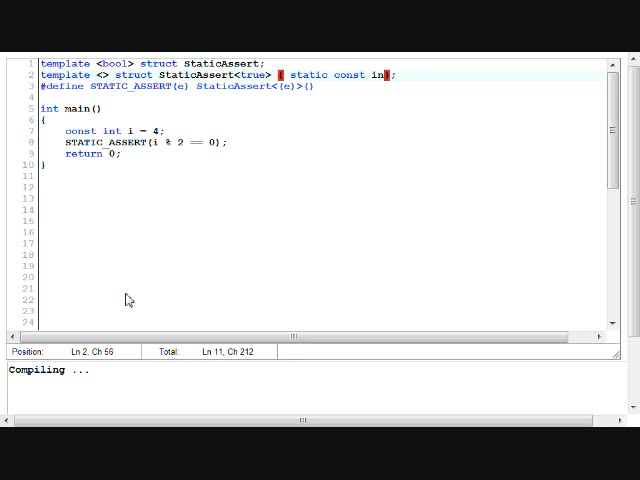 1 template <bool> struct StaticAssert;
2 template <> struct StaticAssert<true> { static const in};
3 #define STATIC_ASSERT(e) StaticAssert<(e)>()
4
5 int main()
6 {
7 const int i = 4;
8 STATIC_ASSERT(i % 2 == 0);
9 return 0;
10 }
11
12
13
14
15
16
17
18
19
20
21
22
23
24
Position: Ln 2, Ch 56 Total: Ln 11, Ch 212
Compiling ...